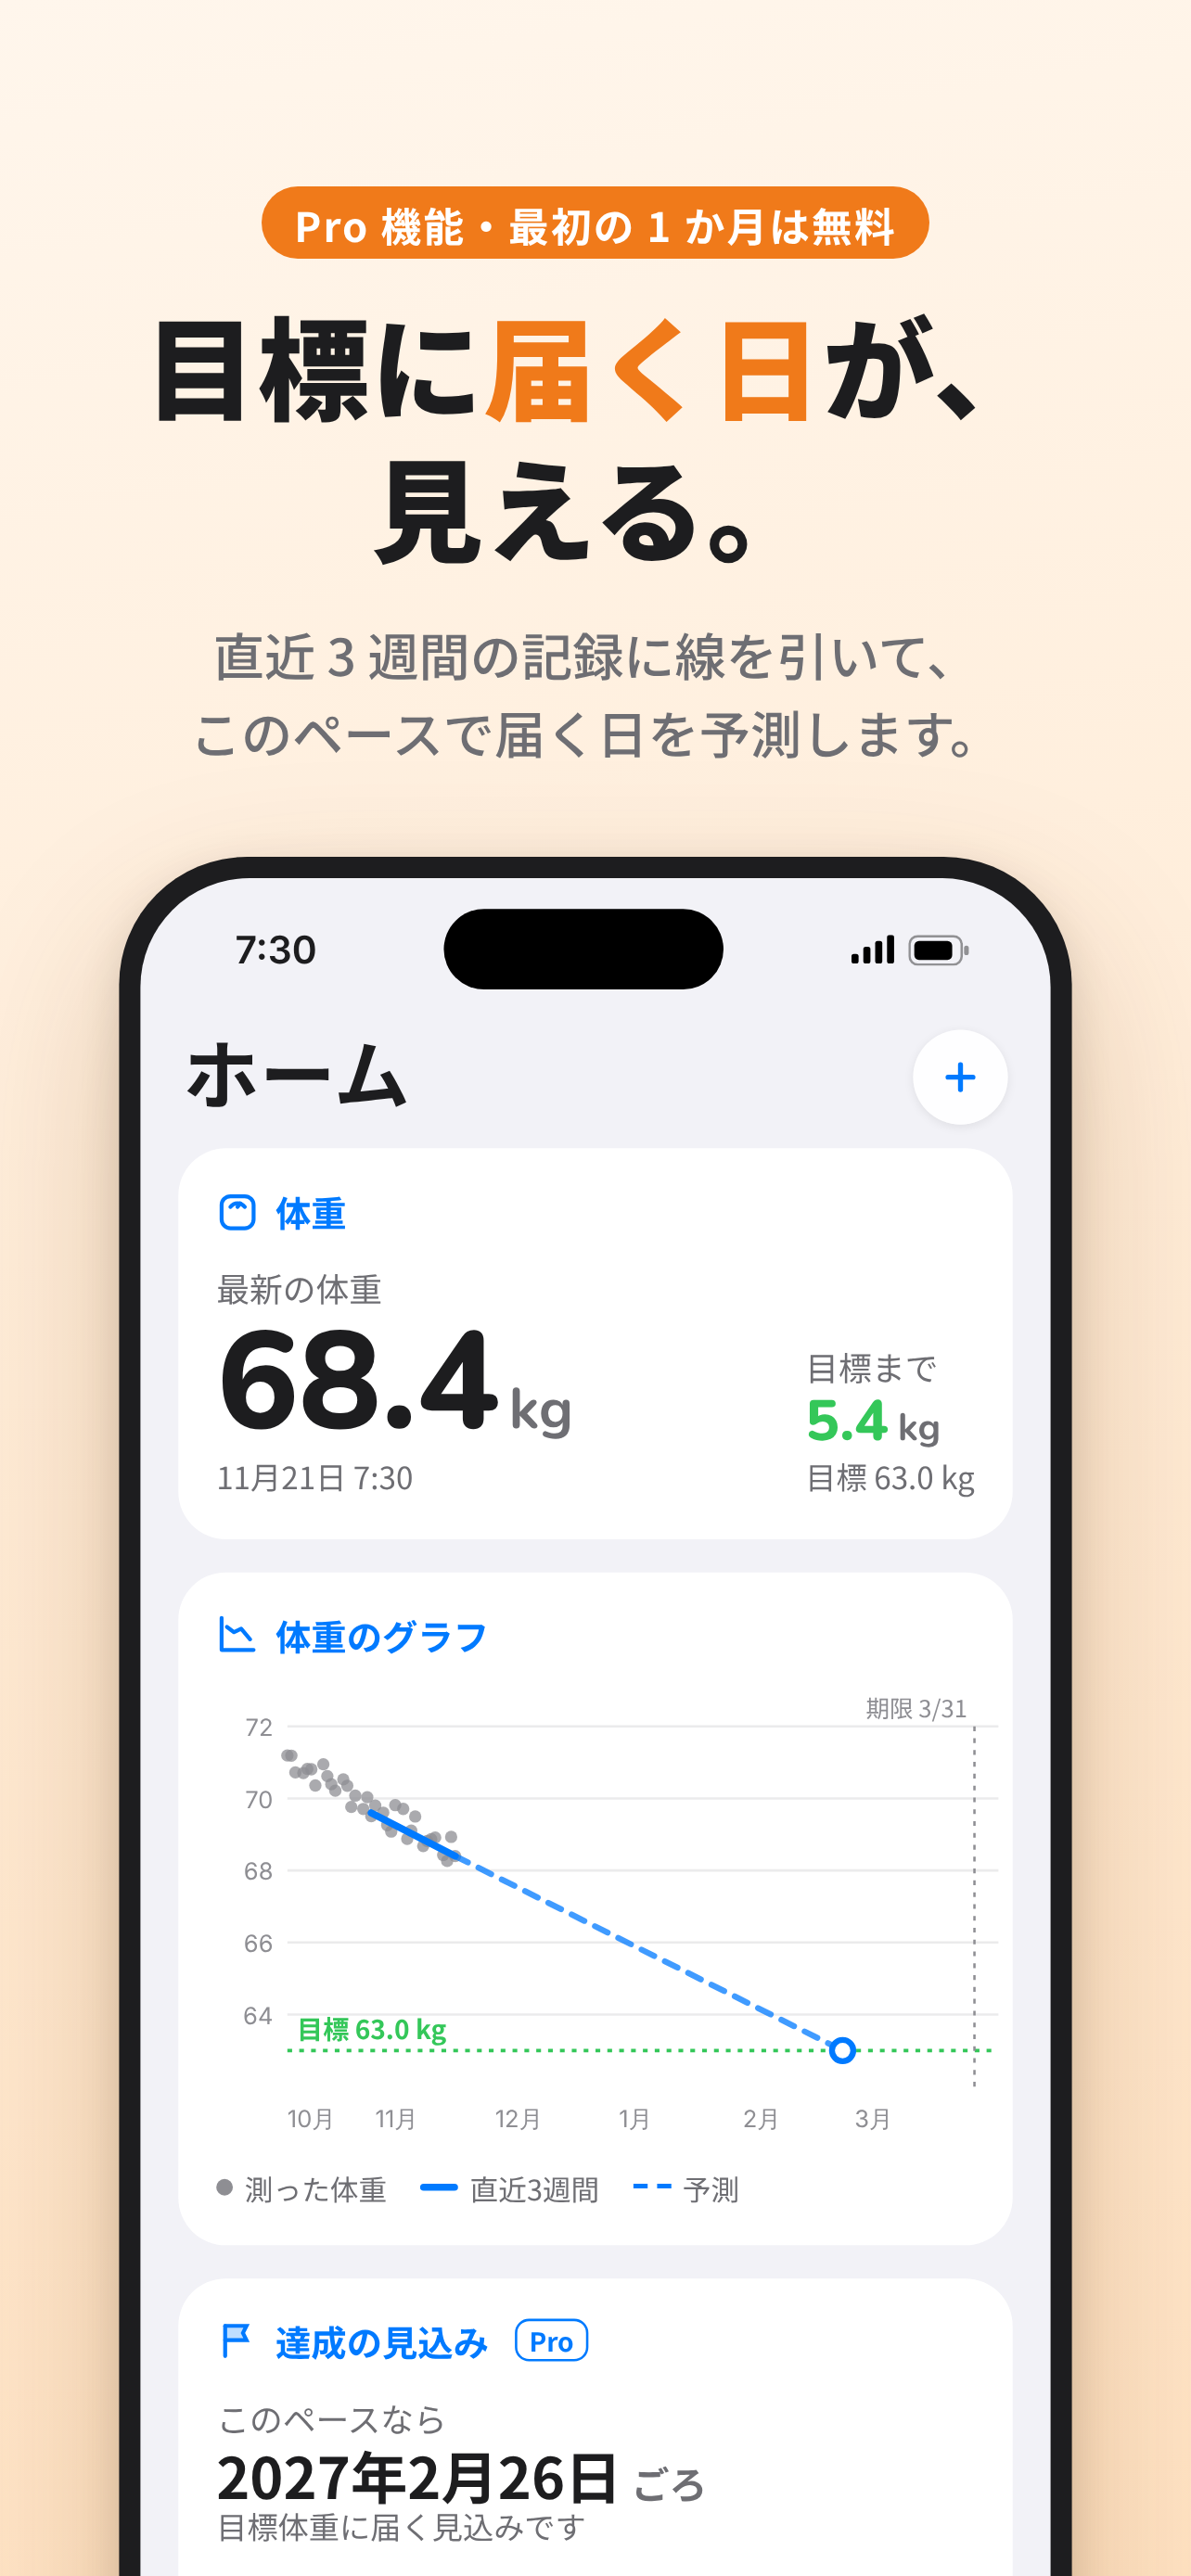 Pro 機能・最初の 1 か月は無料
目標に届く日が、
見える。
直近 3 週間の記録に線を引いて、
このペースで届く日を予測します。
7:30
ホーム
体重
最新の体重
68.4 kg
11月21日 7:30
目標まで
5.4 kg
目標 63.0 kg
体重のグラフ
期限 3/31
72
70
68
66
64
目標 63.0 kg
10月 11月 12月 1月 2月 3月
測った体重 直近3週間 予測
達成の見込み Pro
このペースなら
2027年2月26日 ごろ
目標体重に届く見込みです